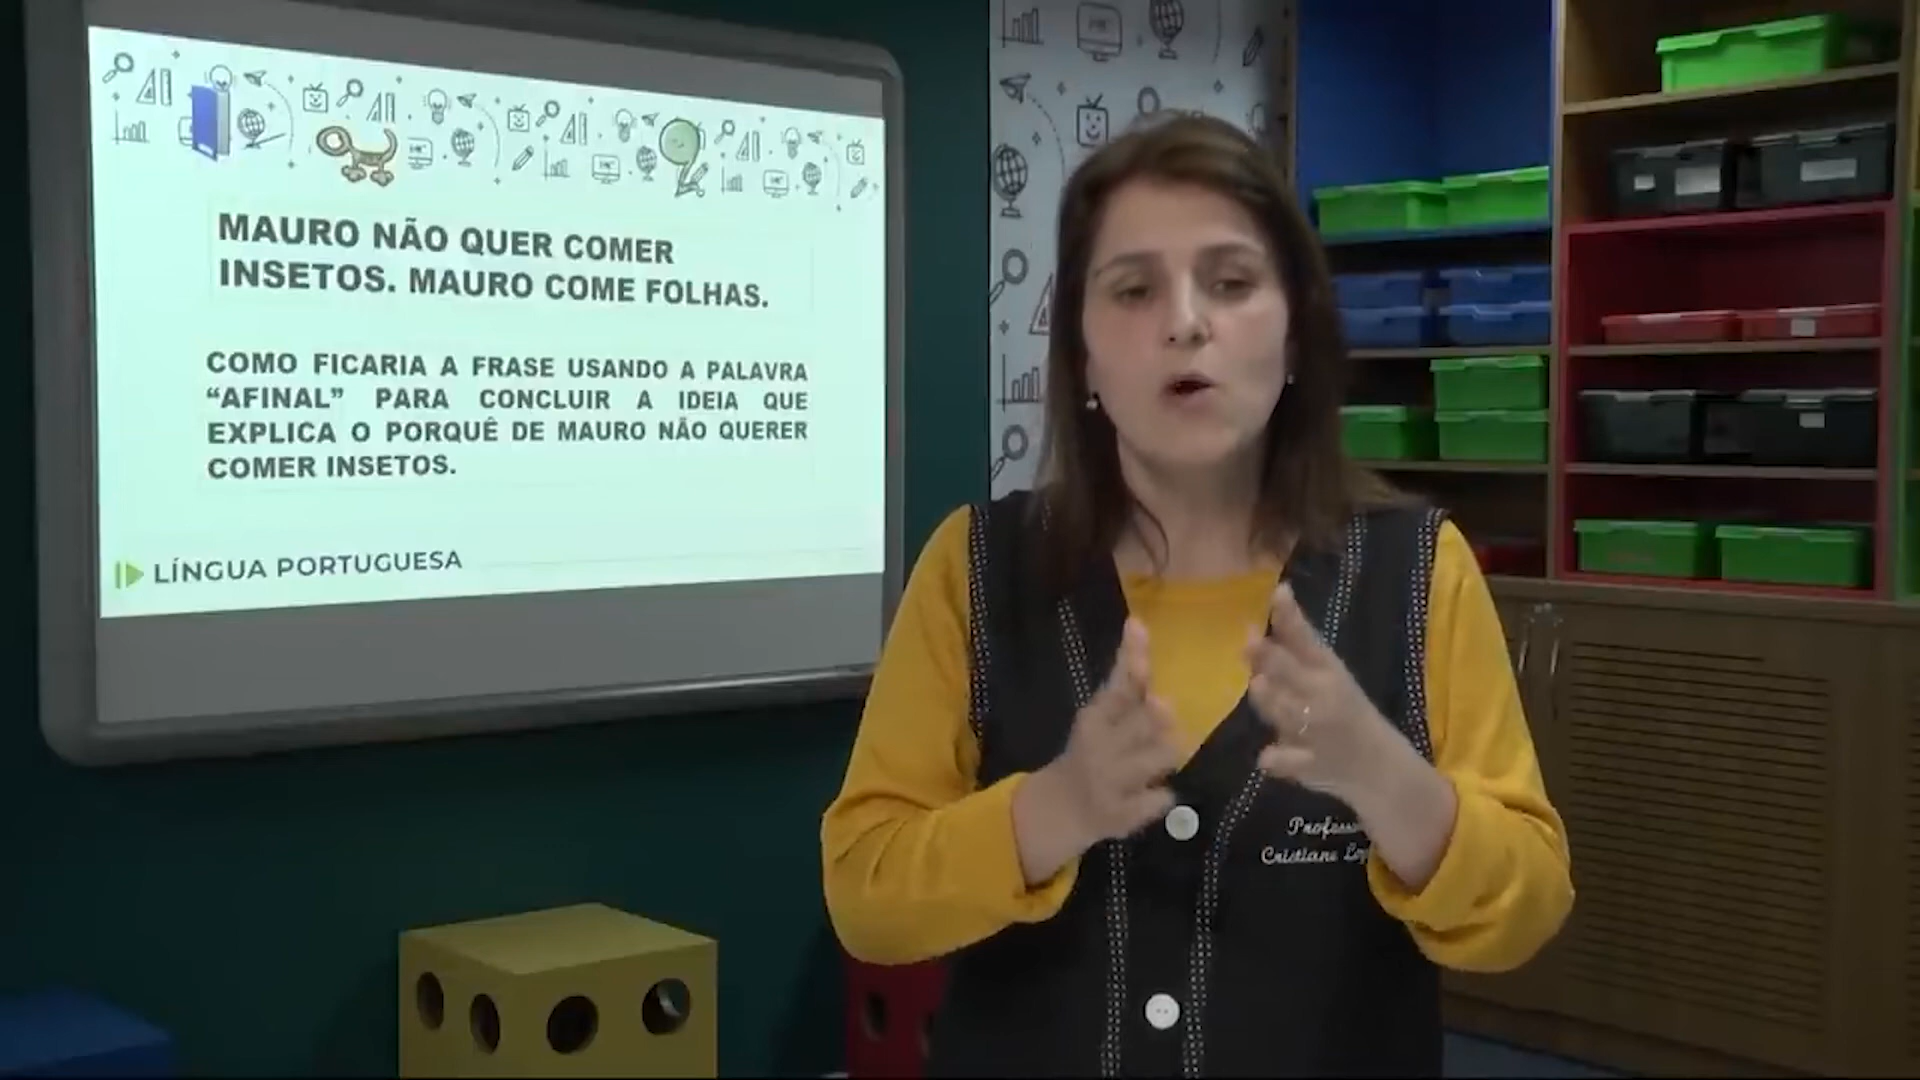 MAURO NÃO QUER COMER
INSETOS. MAURO COME FOLHAS.
COMO FICARIA A FRASE USANDO A PALAVRA
“AFINAL” PARA CONCLUIR A IDEIA QUE
EXPLICA O PORQUÊ DE MAURO NÃO QUERER
COMER INSETOS.
LÍNGUA PORTUGUESA
Cristiane